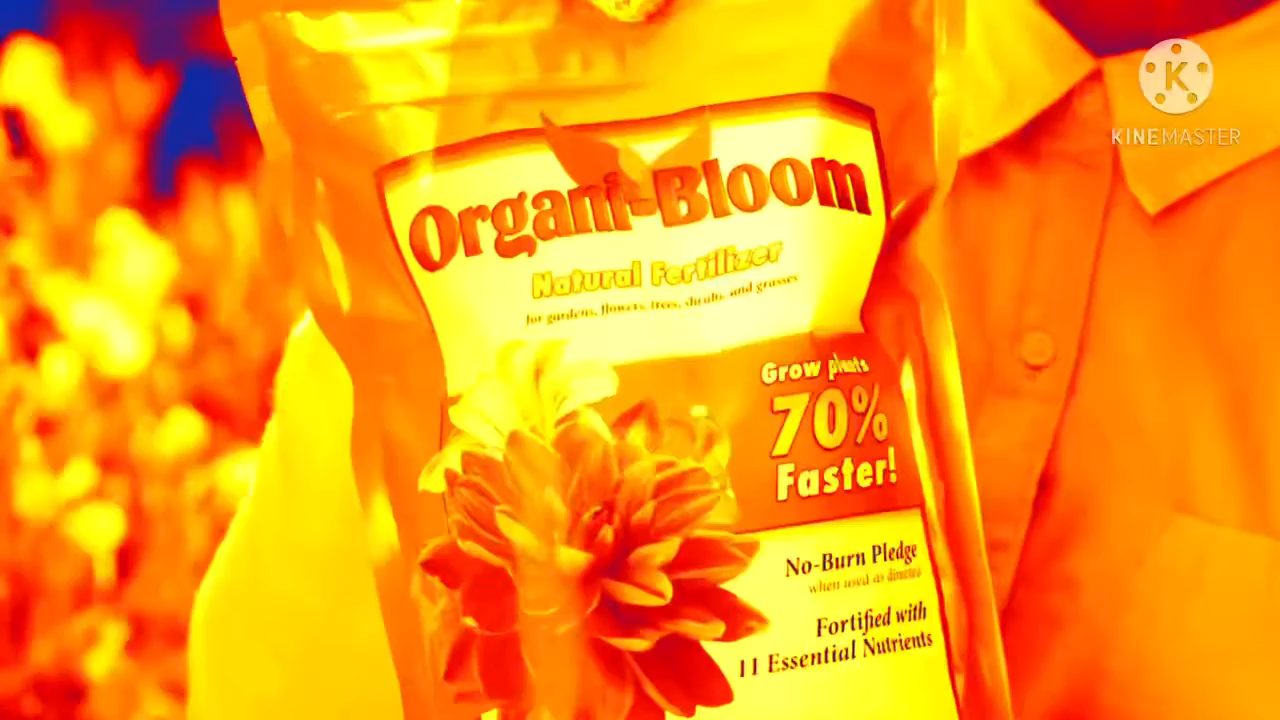 K
KINEMASTER
Organi-Bloom
Natural Fertilizer
for gardens, flowers, trees, shrubs, and grasses
Grow plants
70%
Faster!
No-Burn Pledge
when used as directed
Fortified with
11 Essential Nutrients